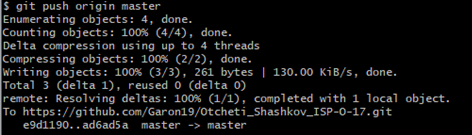 $ git push origin master
Enumerating objects: 4, done.
Counting objects: 100% (4/4), done.
Delta compression using up to 4 threads
Compressing objects: 100% (2/2), done.
Writing objects: 100% (3/3), 261 bytes | 130.00 KiB/s, done.
Total 3 (delta 1), reused 0 (delta 0)
remote: Resolving deltas: 100% (1/1), completed with 1 local object.
To https://github.com/Garon19/Otcheti_Shashkov_ISP-O-17.git
e9d1190..ad6ad5a master -> master